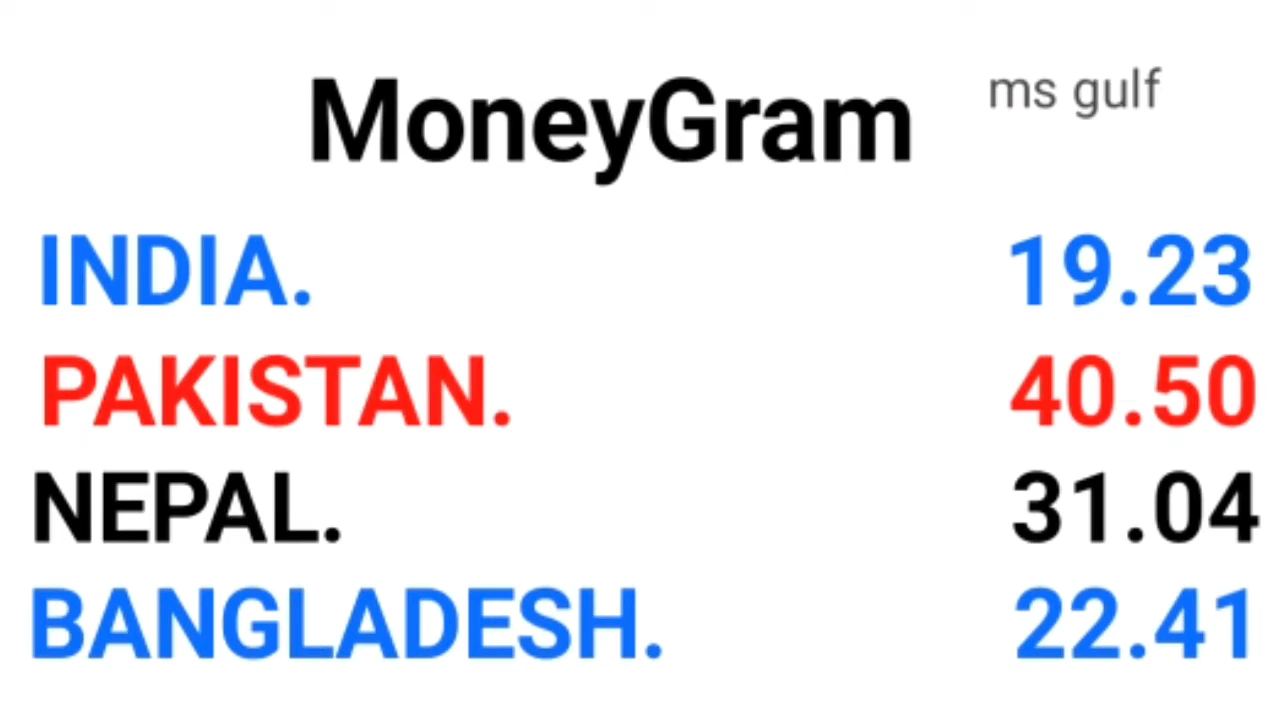 MoneyGram ms gulf
INDIA. 19.23
PAKISTAN. 40.50
NEPAL. 31.04
BANGLADESH. 22.41